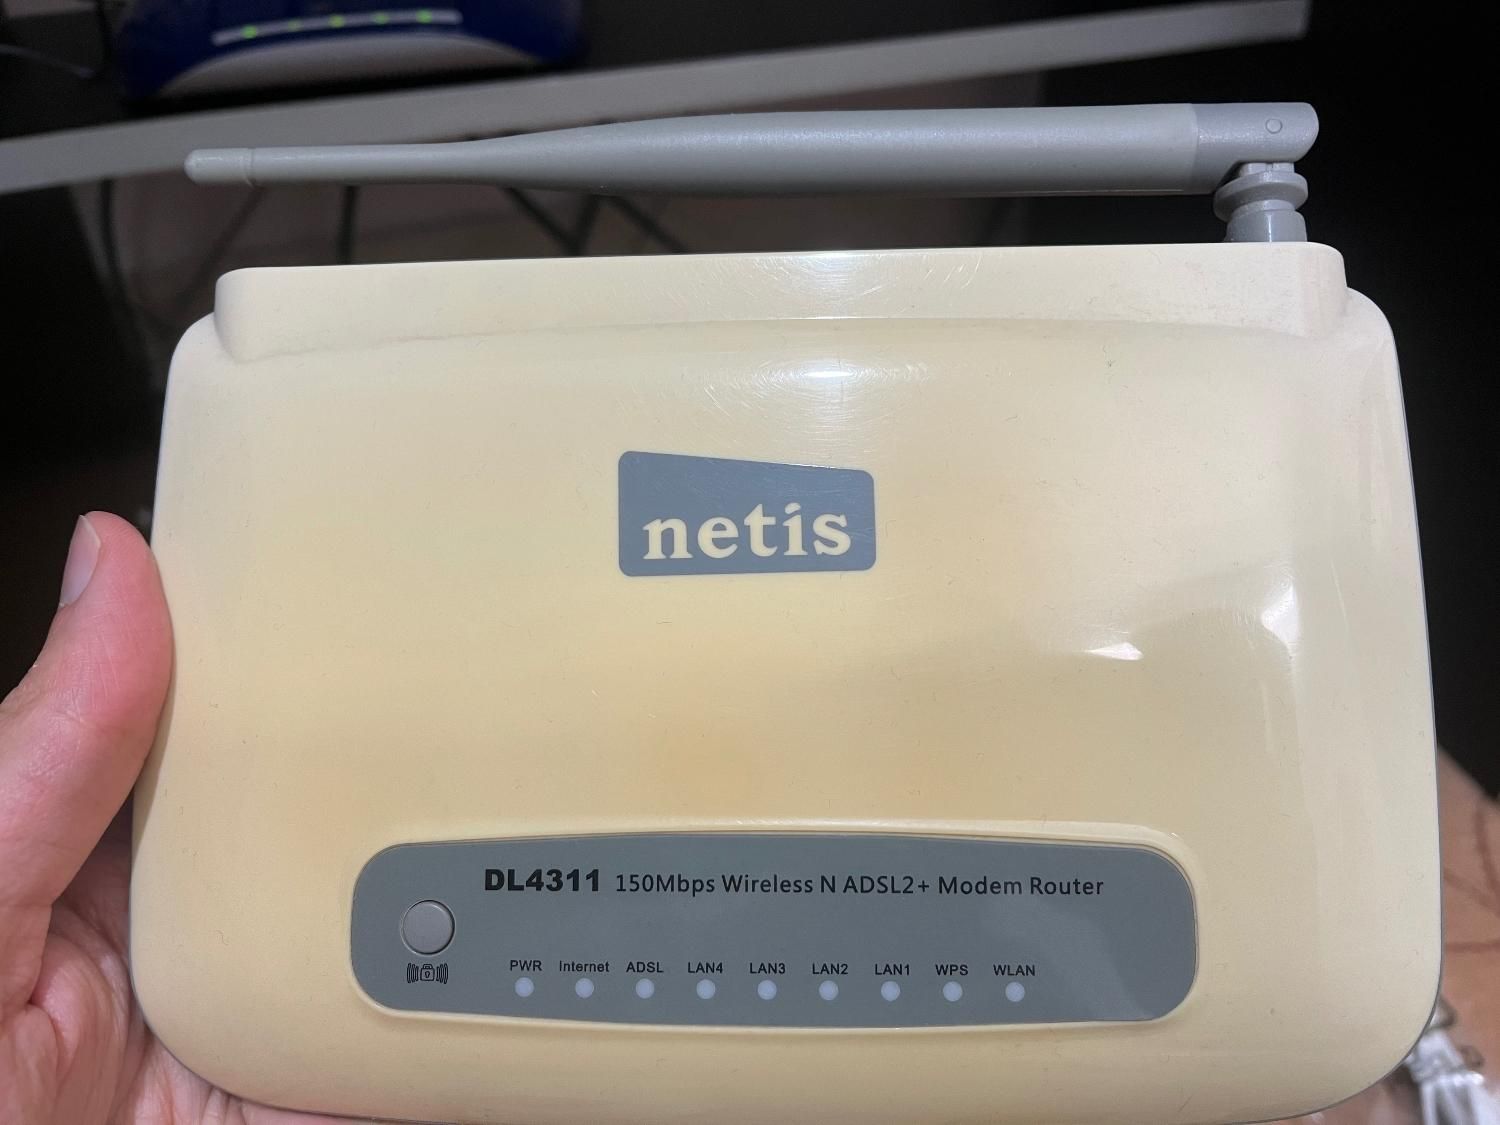 netis
DL4311 150Mbps Wireless N ADSL2+ Modem Router
PWR Internet ADSL LAN4 LAN3 LAN2 LAN1 WPS WLAN